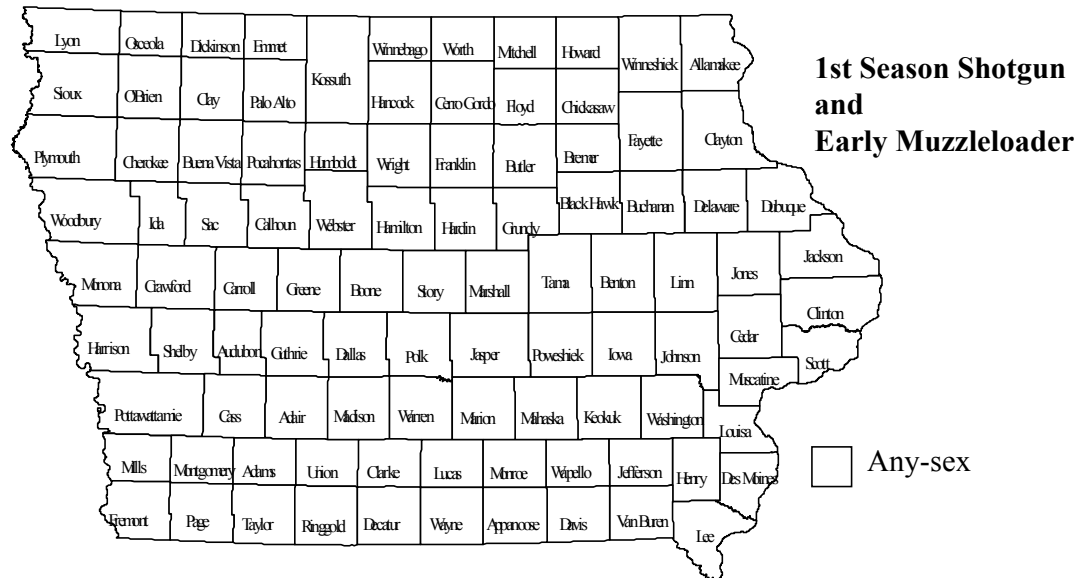 Lyon Osceola Dickinson Emmet Winnebago Worth Mitchell Howard
Winneshiek Allamakee
Kossuth
1st Season Shotgun
and
Early Muzzleloader
Sioux O'Brien Clay Palo Alto Hancock Cerro Gordo Floyd Chickasaw
Fayette Clayton
Plymouth Cherokee Buena Vista Pocahontas Humboldt Wright Franklin Butler Bremer
Woodbury Ida Sac Calhoun Webster Hamilton Hardin Grundy Black Hawk Buchanan Delaware Dubuque
Jackson
Monona Crawford Carroll Greene Boone Story Marshall Tama Benton Linn Jones
Clinton
Harrison Shelby Audubon Guthrie Dallas Polk Jasper Poweshiek Iowa Johnson Cedar
Scott
Muscatine
Pottawattamie Cass Adair Madison Warren Marion Mahaska Keokuk Washington
Louisa
Any-sex
Mills Montgomery Adams Union Clarke Lucas Monroe Wapello Jefferson Henry Des Moines
Fremont Page Taylor Ringgold Decatur Wayne Appanoose Davis Van Buren
Lee